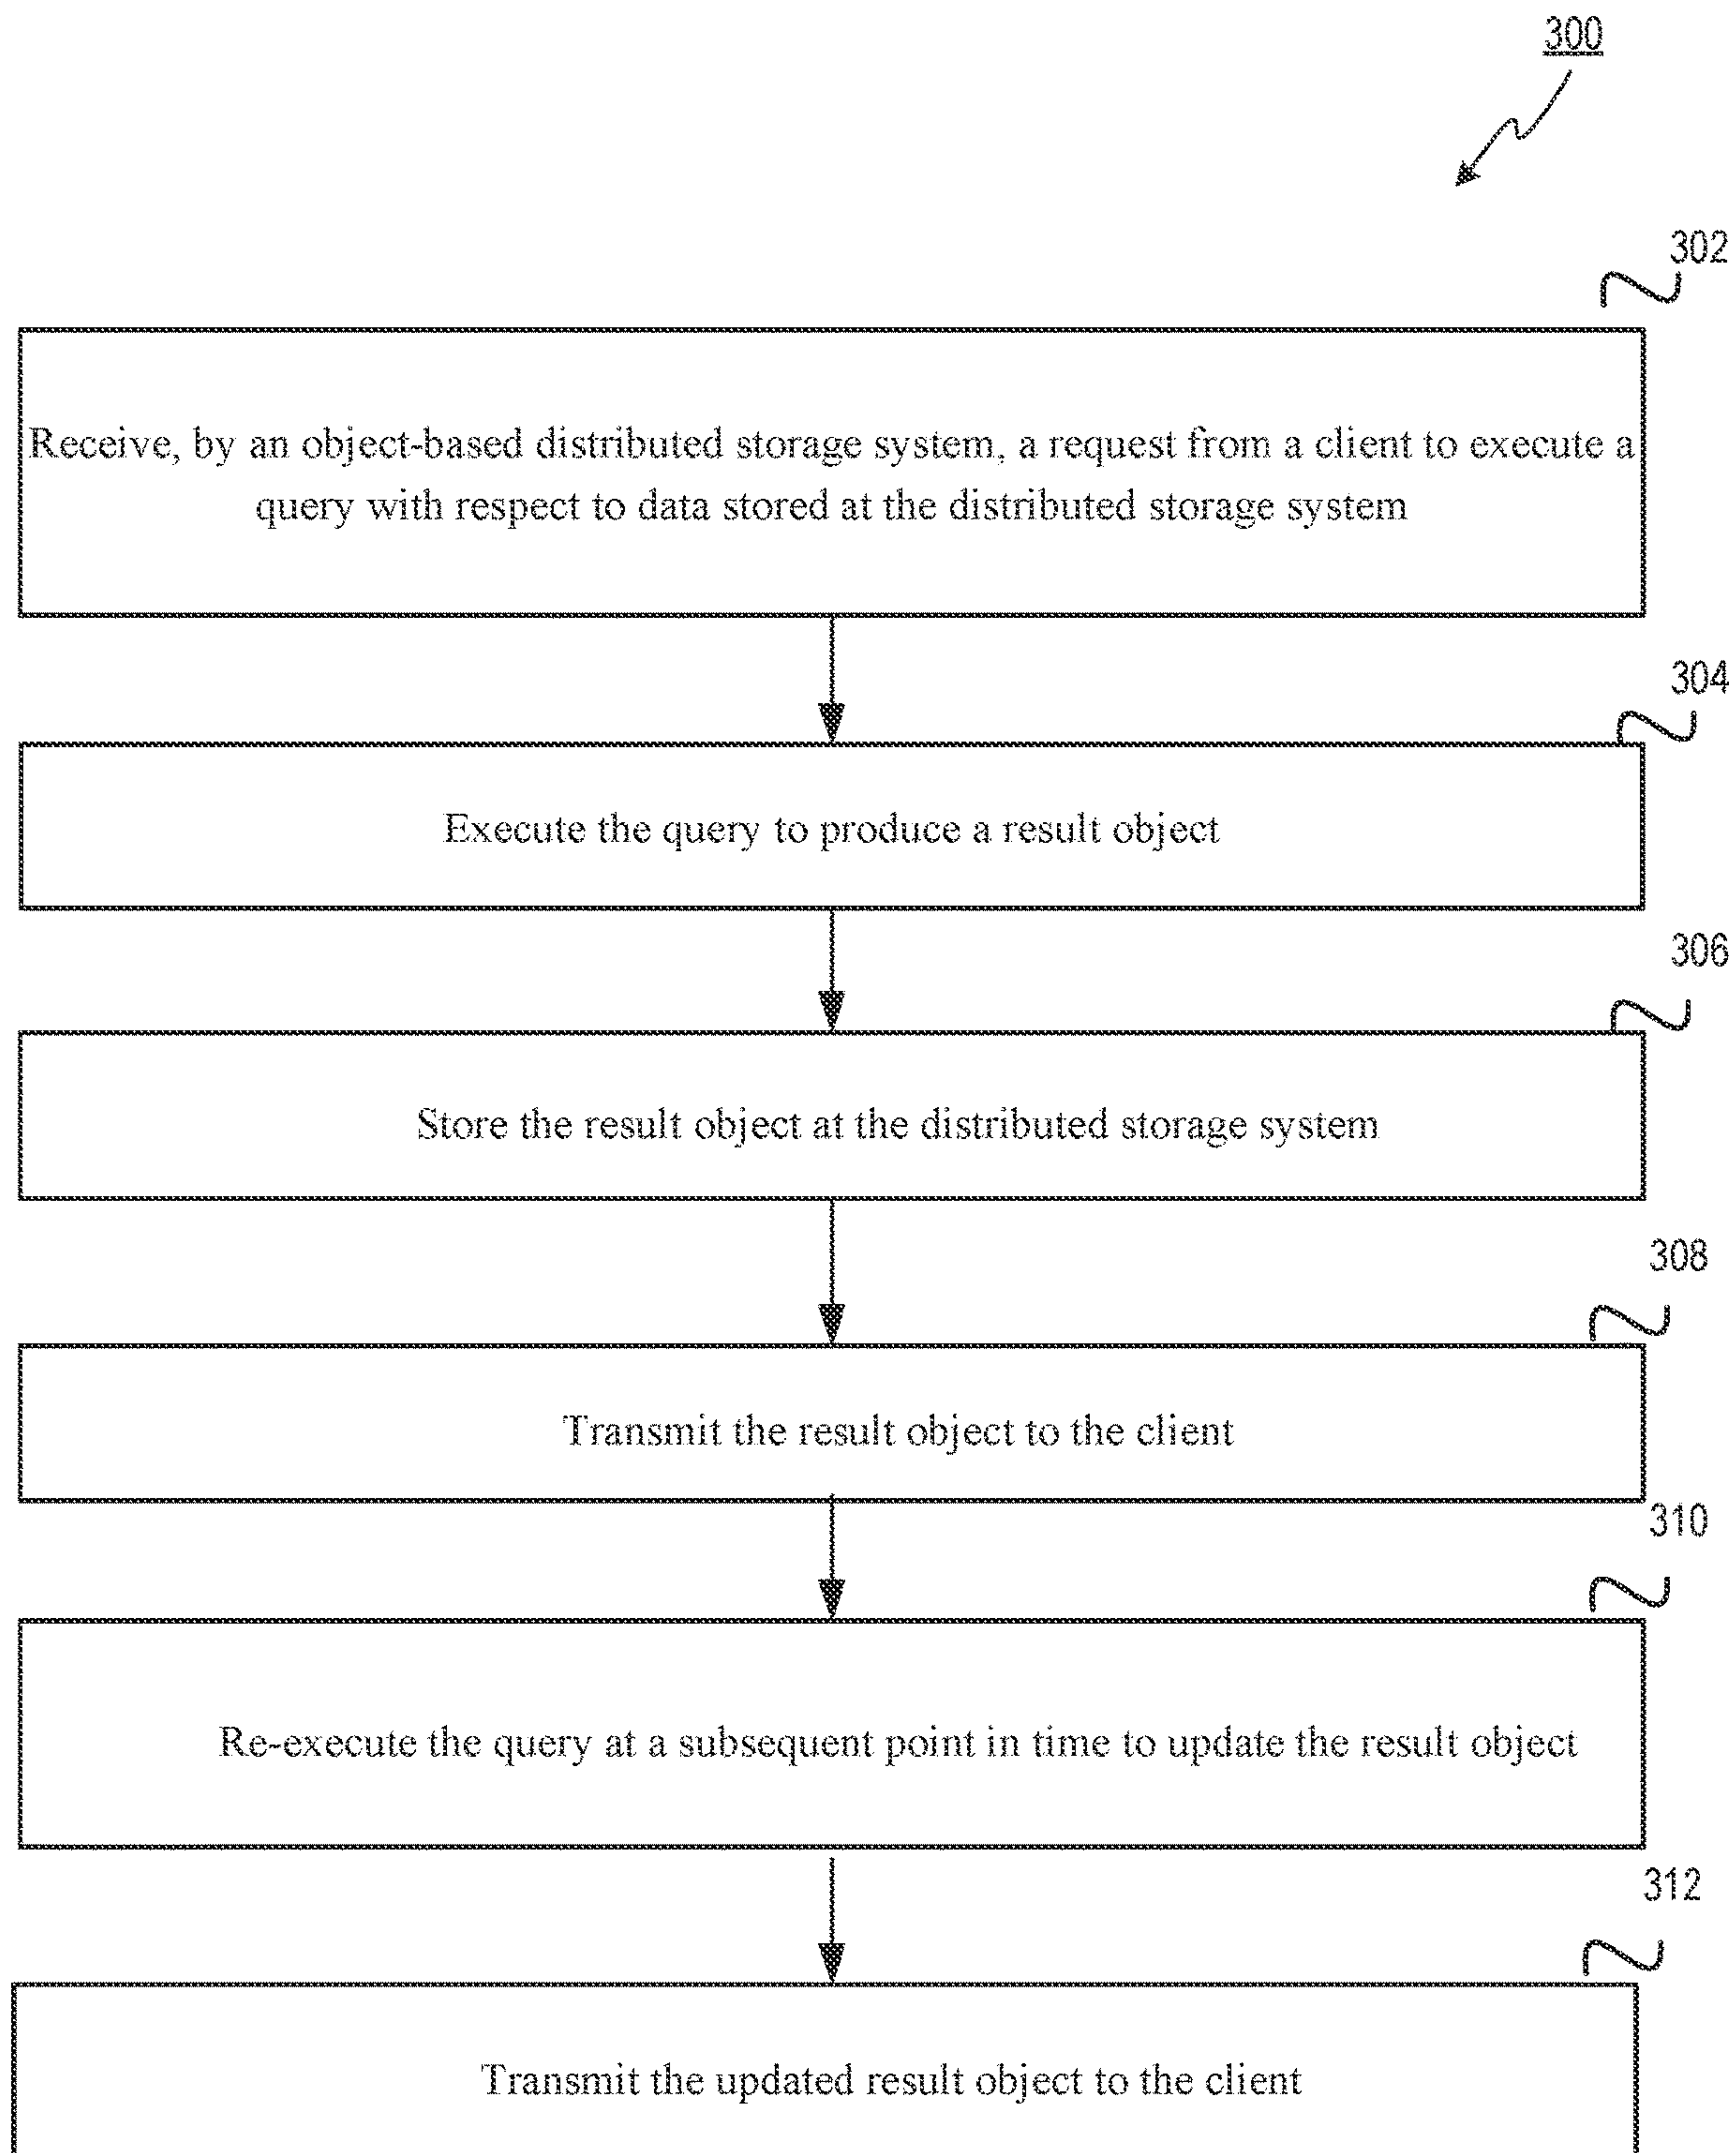 300
302
Receive, by an object-based distributed storage system, a request from a client to execute a
query with respect to data stored at the distributed storage system
304
Execute the query to produce a result object
306
Store the result object at the distributed storage system
308
Transmit the result object to the client
310
Re-execute the query at a subsequent point in time to update the result object
312
Transmit the updated result object to the client